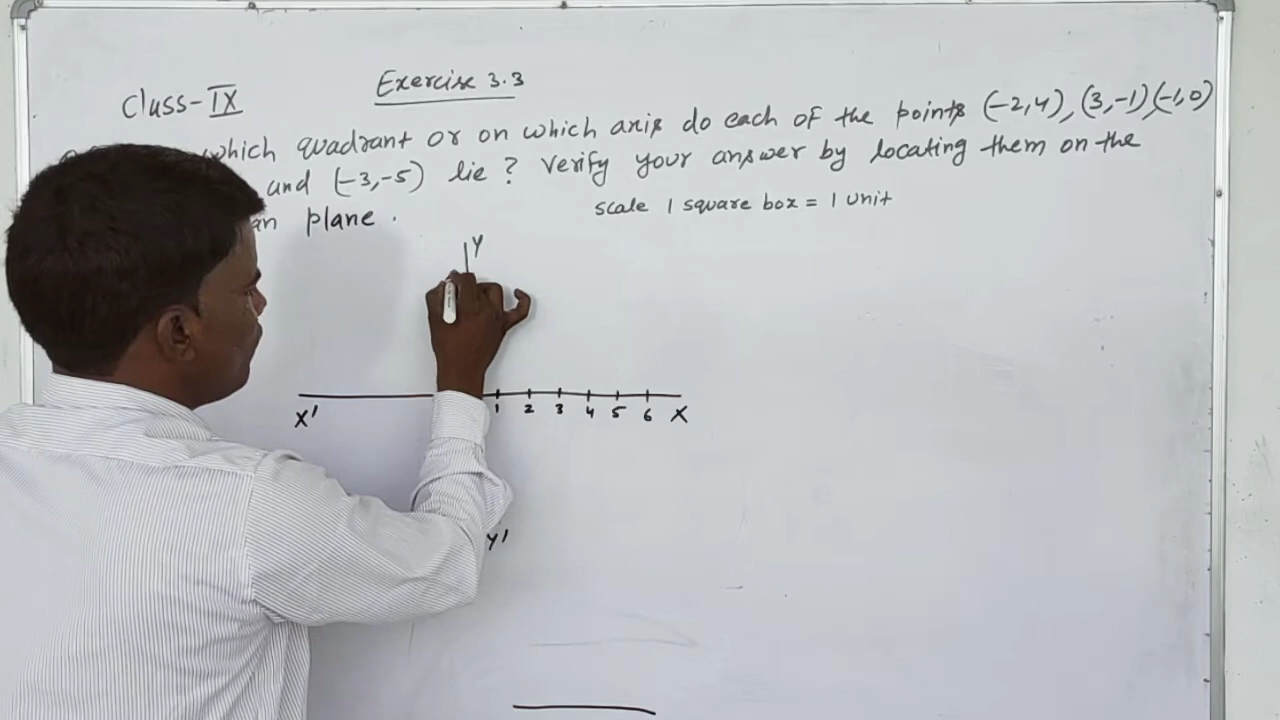 Exercise 3.3
Class-IX
which quadrant or on which axis do each of the points (-2,4), (3,-1)(-1,0)
and (-3,-5) lie? Verify your answer by locating them on the
plane.
scale 1 square box = 1 unit
Y
1 2 3 4 5 6
X' X
Y'